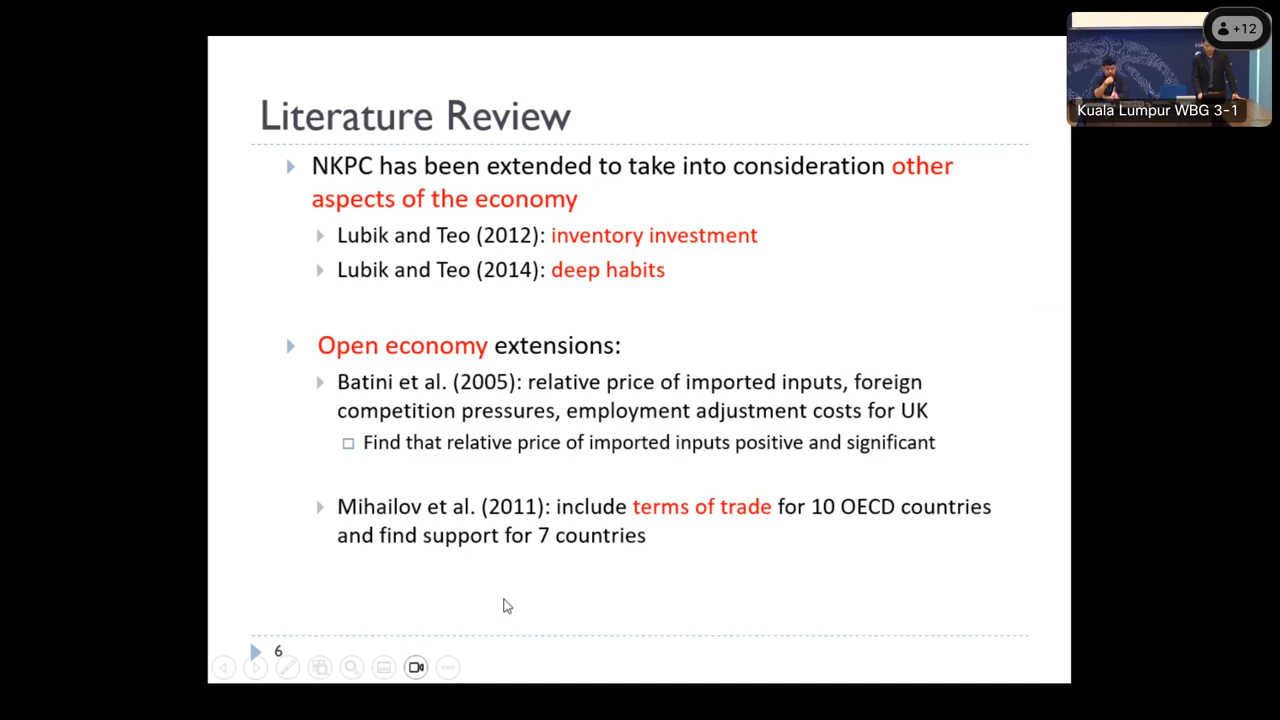 +12
Kuala Lumpur WBG 3-1
Literature Review
NKPC has been extended to take into consideration other
aspects of the economy
Lubik and Teo (2012): inventory investment
Lubik and Teo (2014): deep habits
Open economy extensions:
Batini et al. (2005): relative price of imported inputs, foreign
competition pressures, employment adjustment costs for UK
Find that relative price of imported inputs positive and significant
Mihailov et al. (2011): include terms of trade for 10 OECD countries
and find support for 7 countries
6